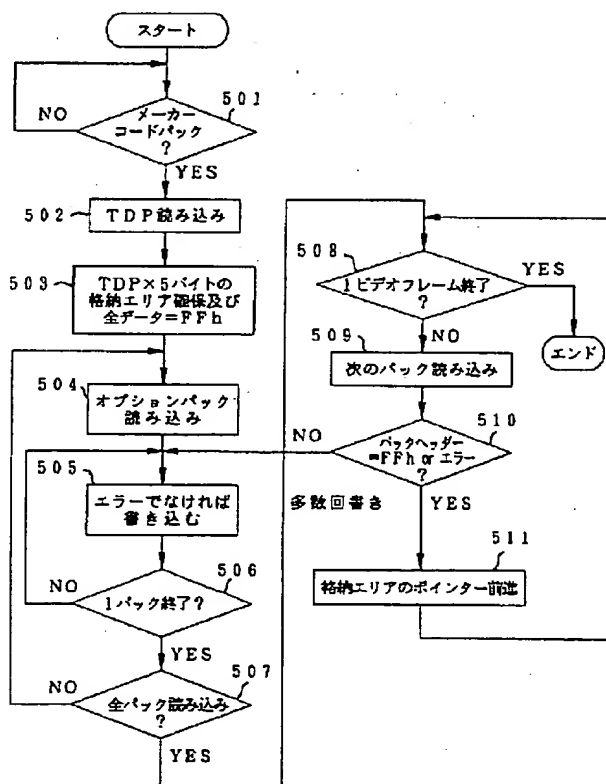 スタート
501
メーカー
コードパック
?
NO
YES
502
TDP読み込み
503
TDP×5バイトの
格納エリア確保及び
全データ=FFh
504
オプションパック
読み込み
505
エラーでなければ
書き込む
506
1パック終了?
NO
YES
507
全パック読み込み
?
NO
YES
508
1ビデオフレーム終了
?
YES
エンド
NO
509
次のパック読み込み
510
パックヘッダー
=FFh or エラー
?
NO
多数回書き
YES
511
格納エリアのポインター前進